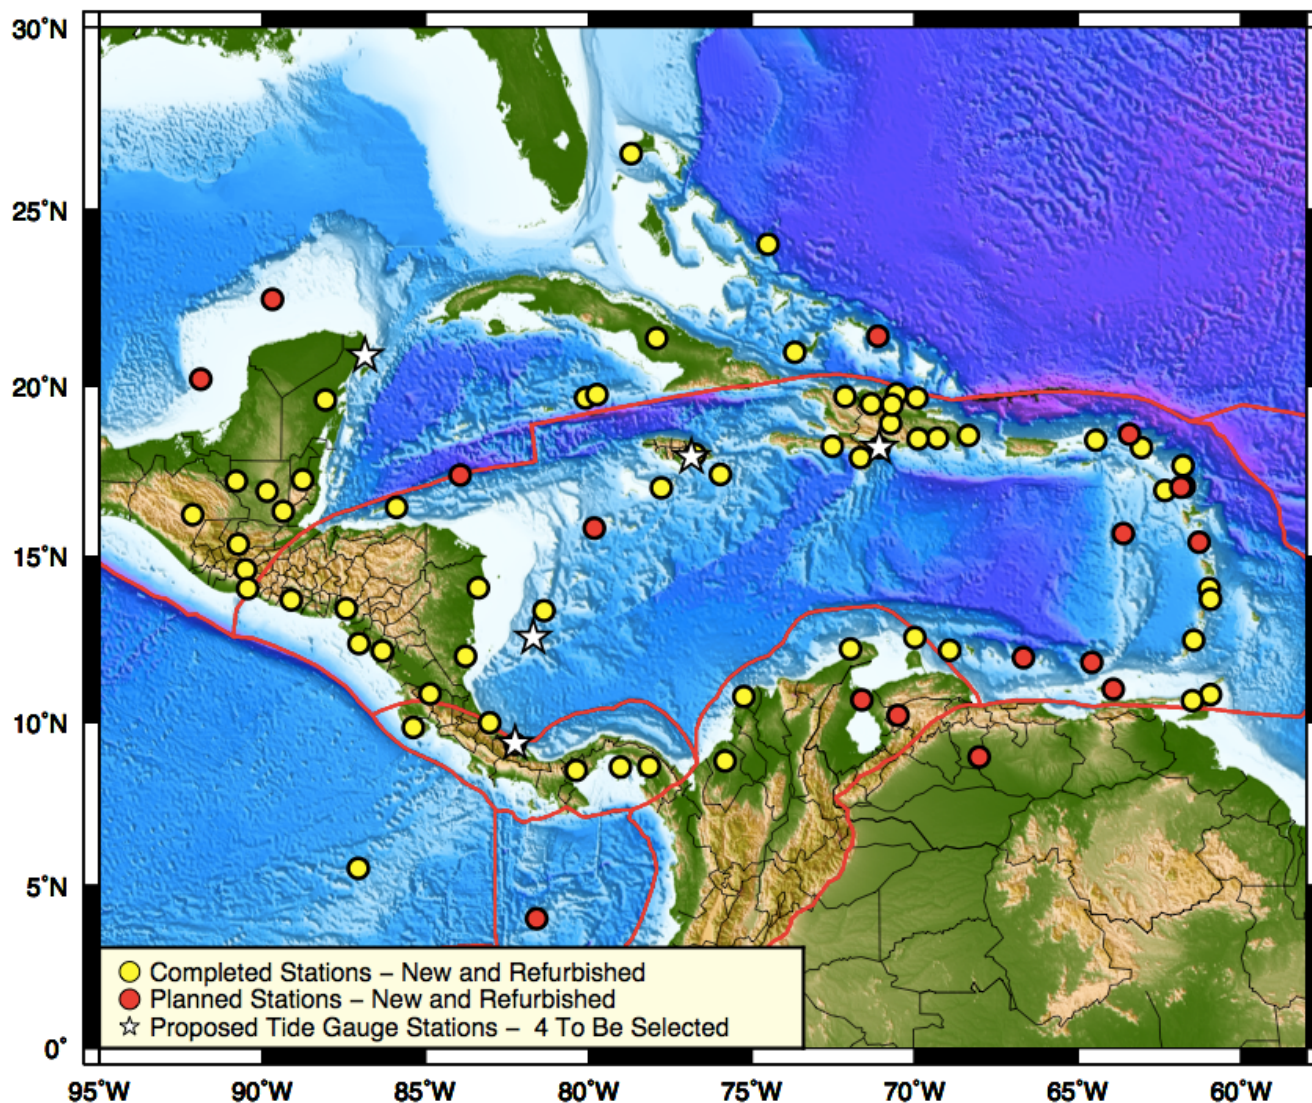 30°N
25°N
20°N
15°N
10°N
5°N
0°
Completed Stations – New and Refurbished
Planned Stations – New and Refurbished
Proposed Tide Gauge Stations – 4 To Be Selected
95°W 90°W 85°W 80°W 75°W 70°W 65°W 60°W